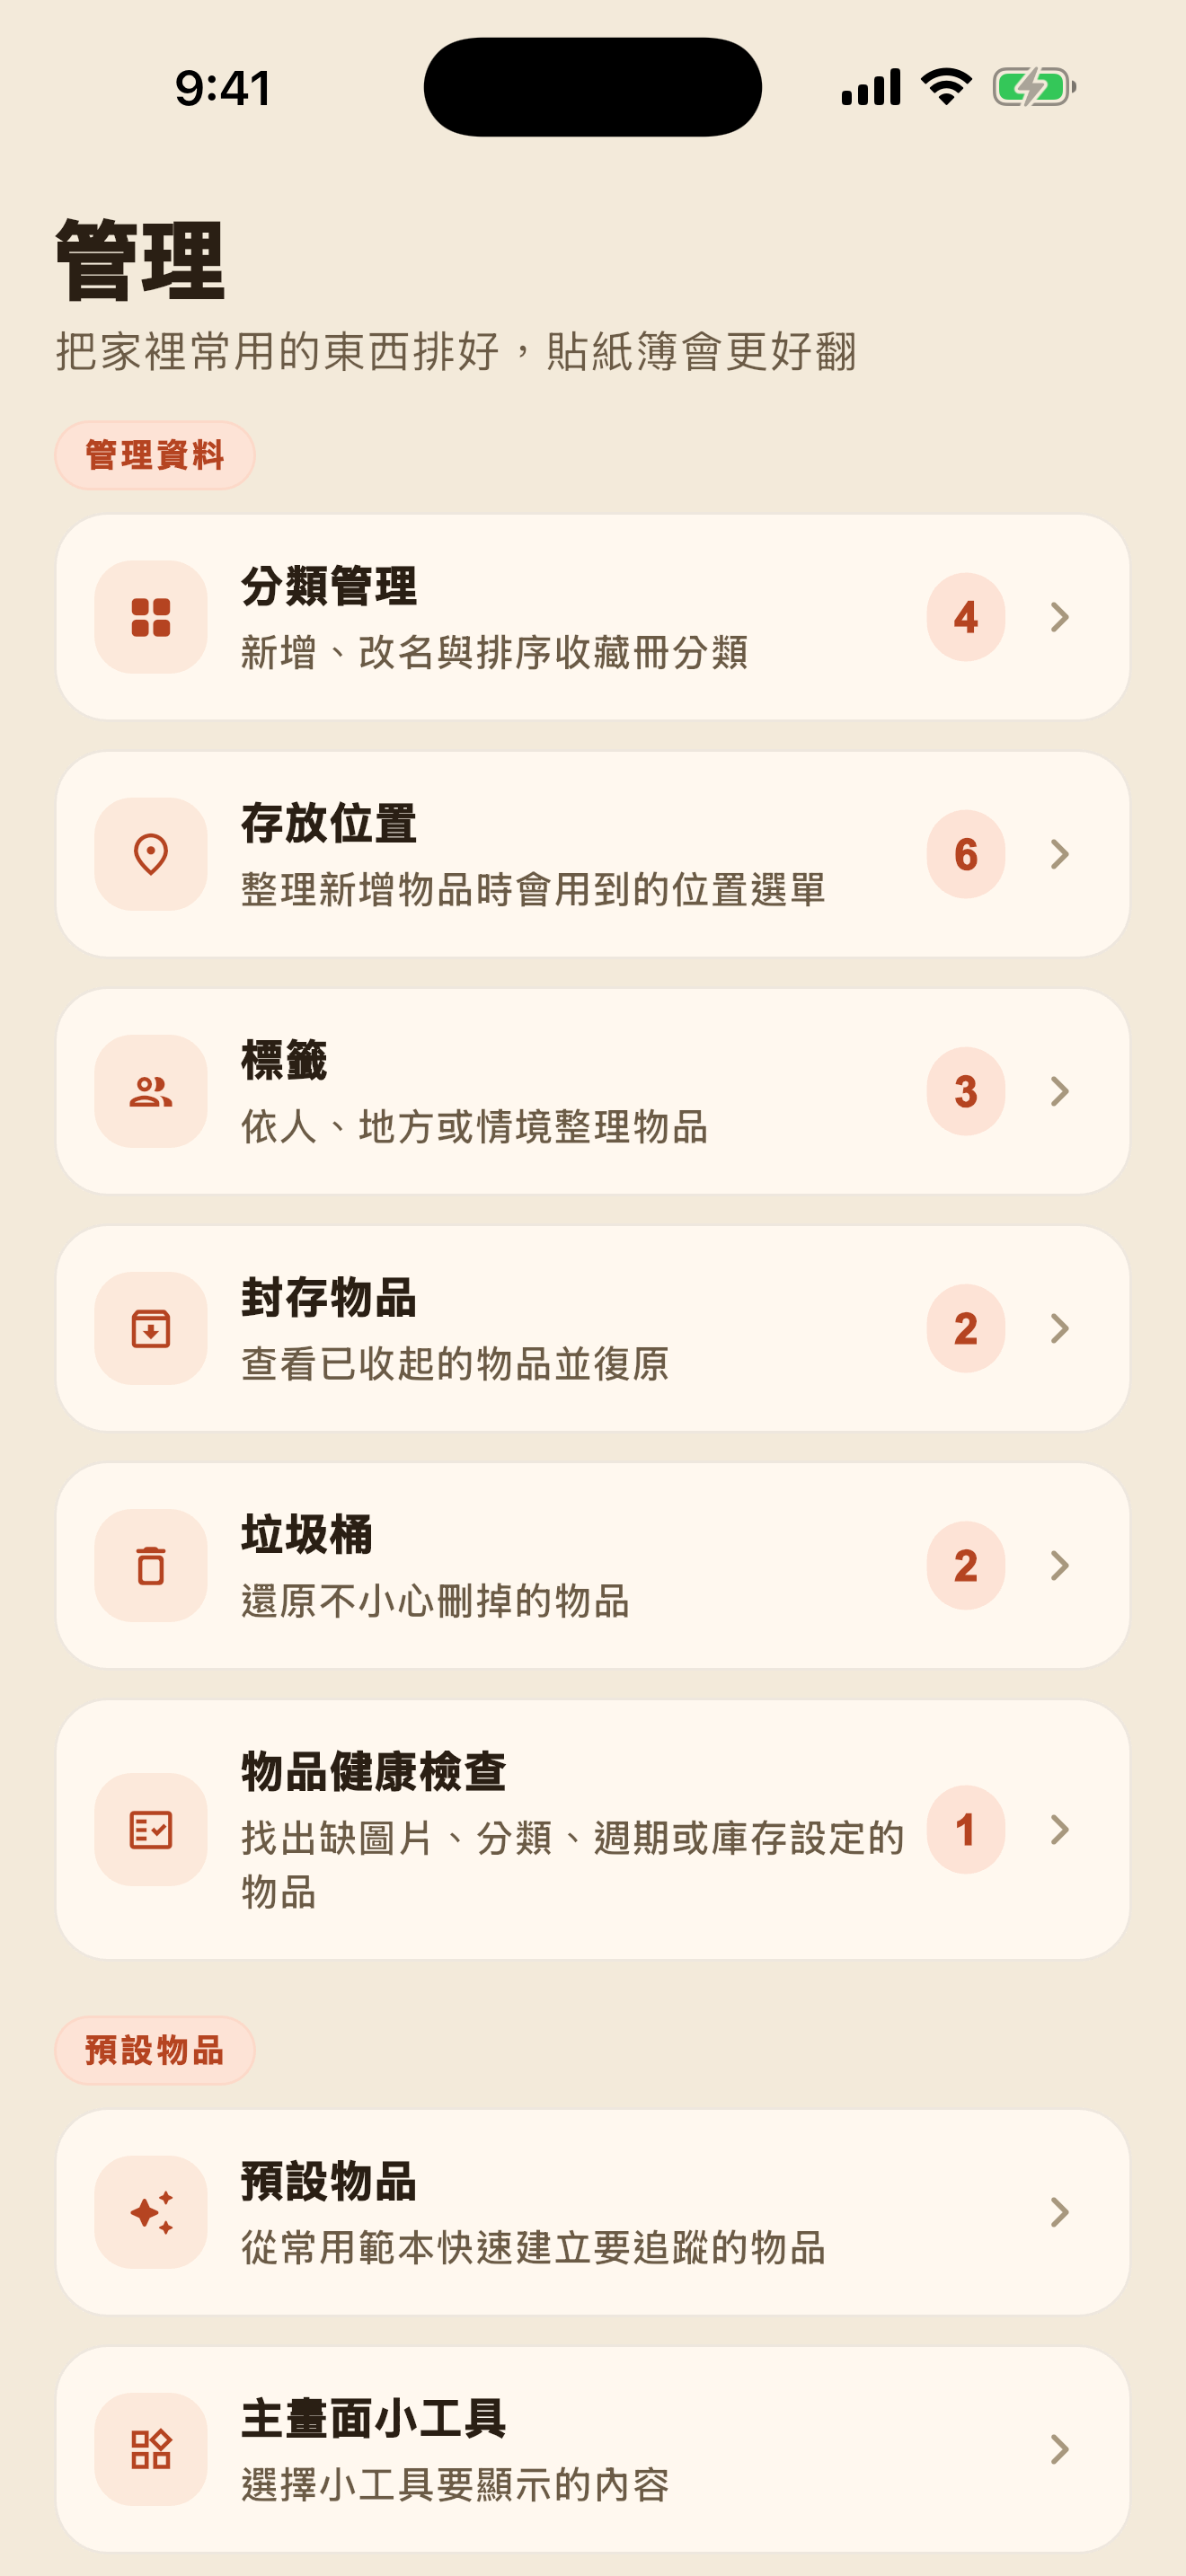 9:41
管理
把家裡常用的東西排好，貼紙簿會更好翻
管理資料
分類管理
新增、改名與排序收藏冊分類
4
存放位置
整理新增物品時會用到的位置選單
6
標籤
依人、地方或情境整理物品
3
封存物品
查看已收起的物品並復原
2
垃圾桶
還原不小心刪掉的物品
2
物品健康檢查
找出缺圖片、分類、週期或庫存設定的
物品
1
預設物品
預設物品
從常用範本快速建立要追蹤的物品
主畫面小工具
選擇小工具要顯示的內容